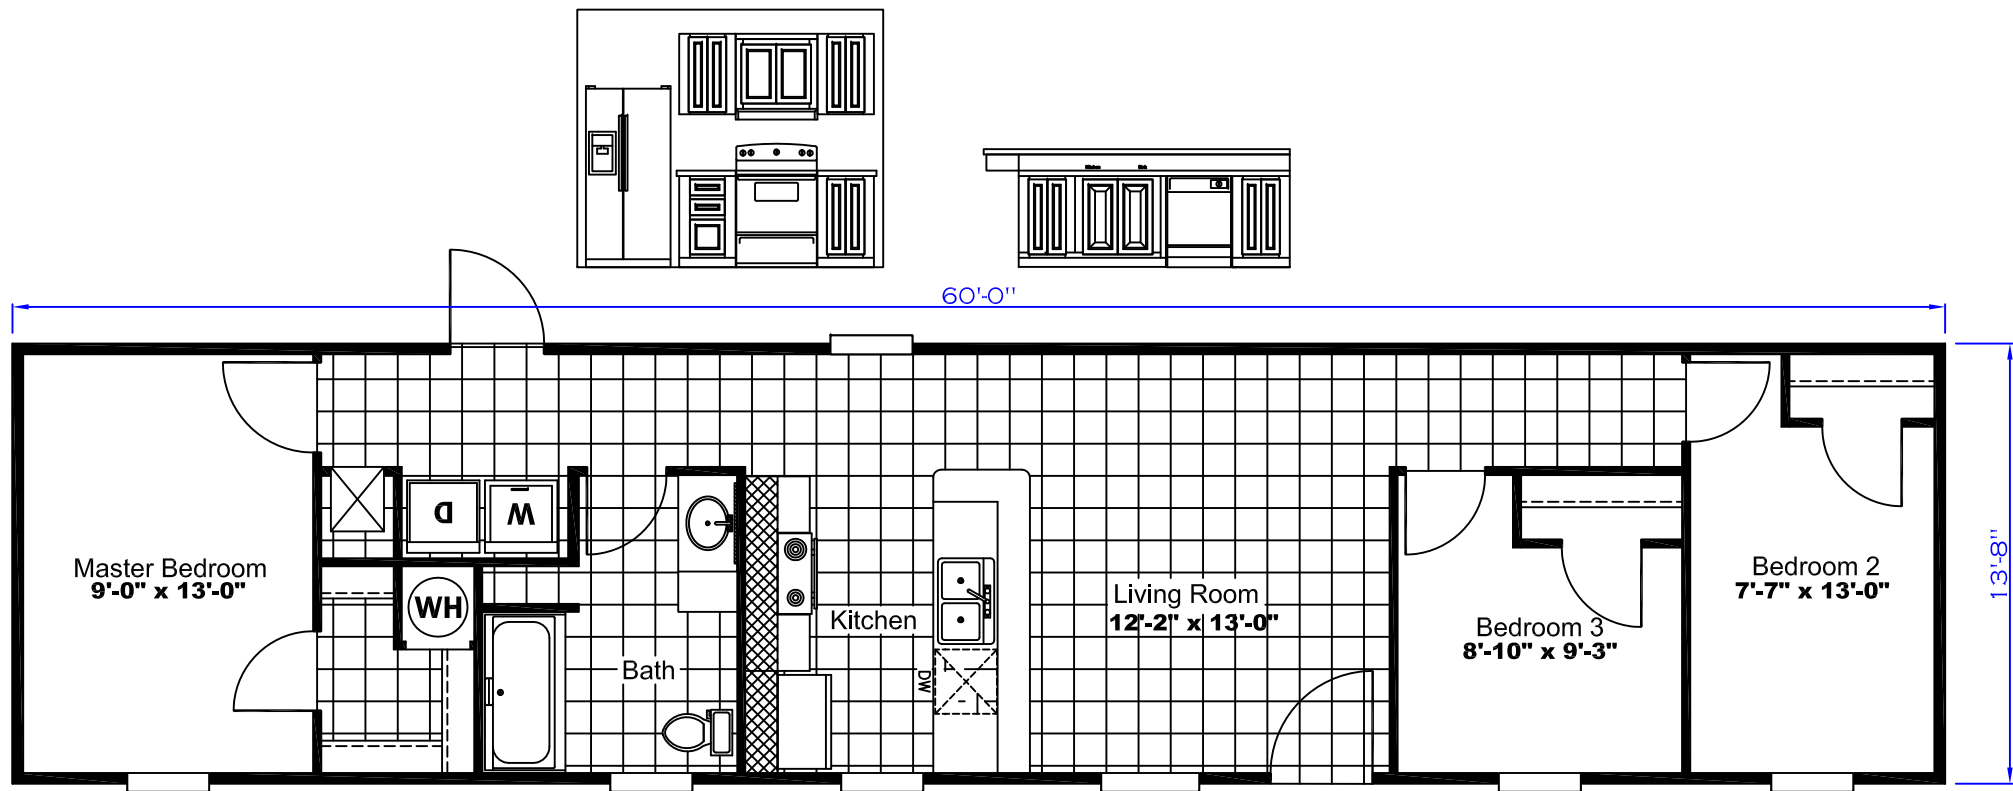 60'-0"
13'-8"
Master Bedroom
9'-0" x 13'-0"
D
W
WH
Bath
Kitchen
DW
Living Room
12'-2" x 13'-0"
Bedroom 3
8'-10" x 9'-3"
Bedroom 2
7'-7" x 13'-0"